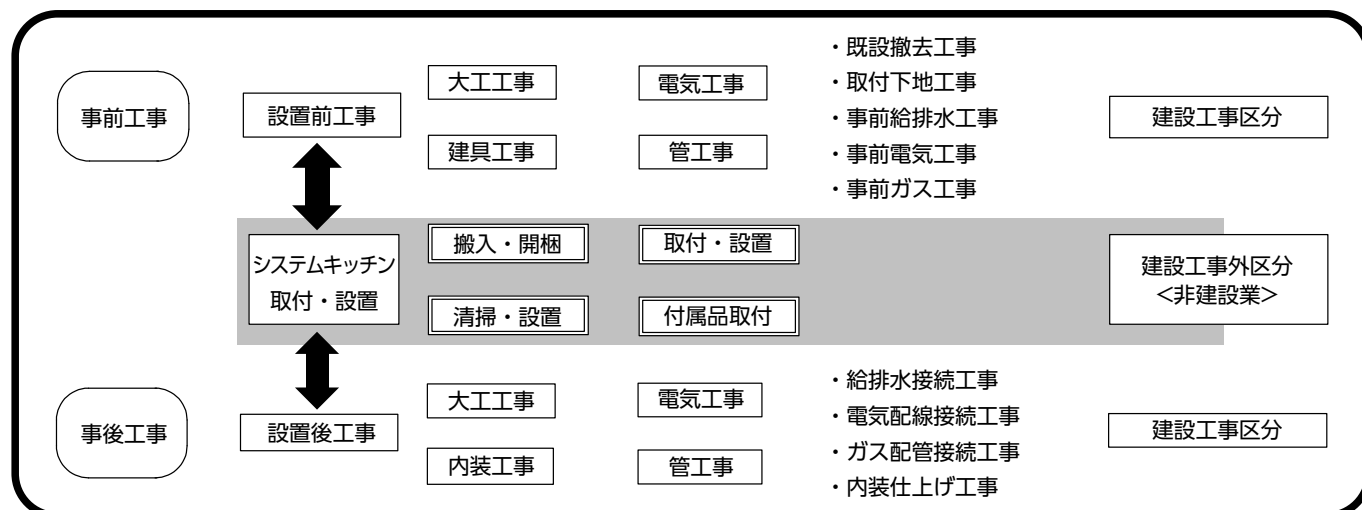 事前工事
設置前工事
大工工事
電気工事
建具工事
管工事
・既設撤去工事
・取付下地工事
・事前給排水工事
・事前電気工事
・事前ガス工事
建設工事区分
システムキッチン
取付・設置
搬入・開梱
取付・設置
清掃・設置
付属品取付
建設工事外区分
<非建設業>
事後工事
設置後工事
大工工事
電気工事
内装工事
管工事
・給排水接続工事
・電気配線接続工事
・ガス配管接続工事
・内装仕上げ工事
建設工事区分